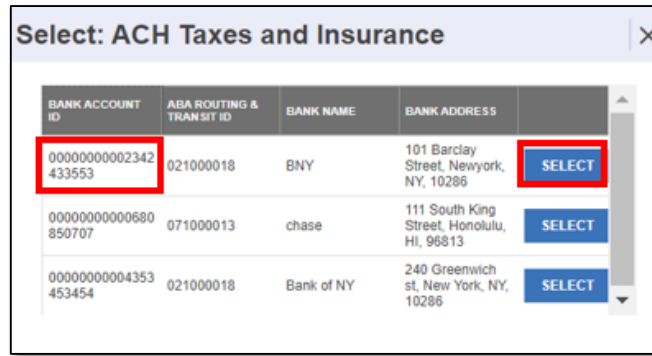 Select: ACH Taxes and Insurance ×
BANK ACCOUNT ID ABA ROUTING & TRANSIT ID BANK NAME BANK ADDRESS
00000000002342 021000018 BNY 101 Barclay SELECT
433553 Street, Newyork,
NY, 10286
00000000000680 071000013 chase 111 South King SELECT
850707 Street, Honolulu,
HI, 96813
00000000004353 021000018 Bank of NY 240 Greenwich SELECT
453454 st, New York, NY,
10286